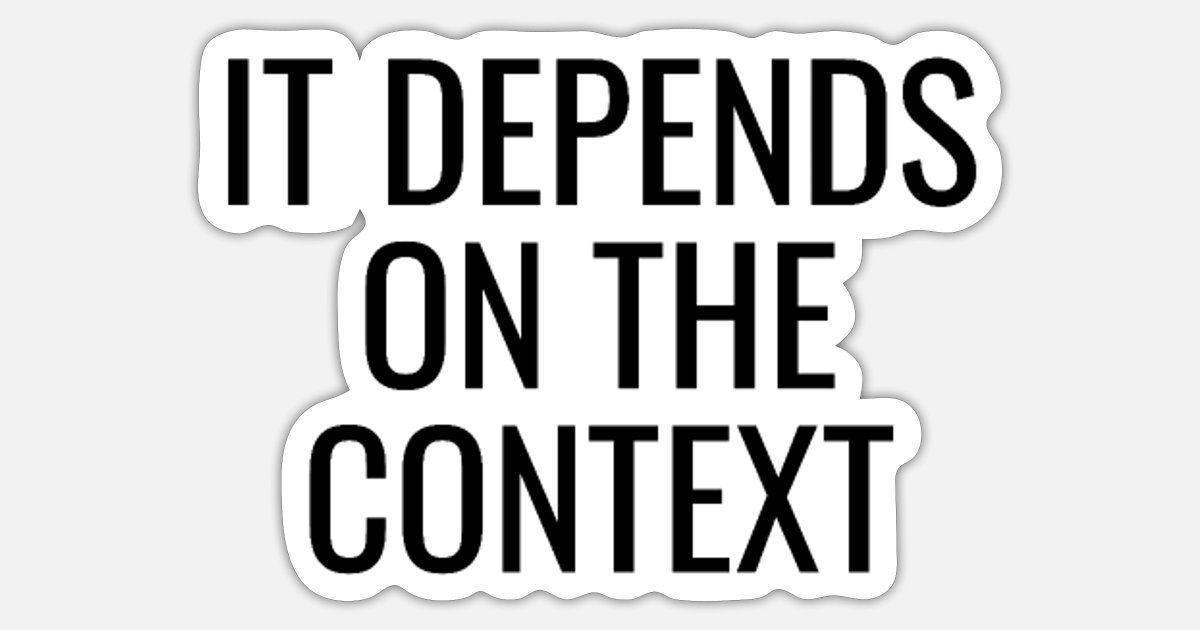 IT DEPENDS
ON THE
CONTEXT